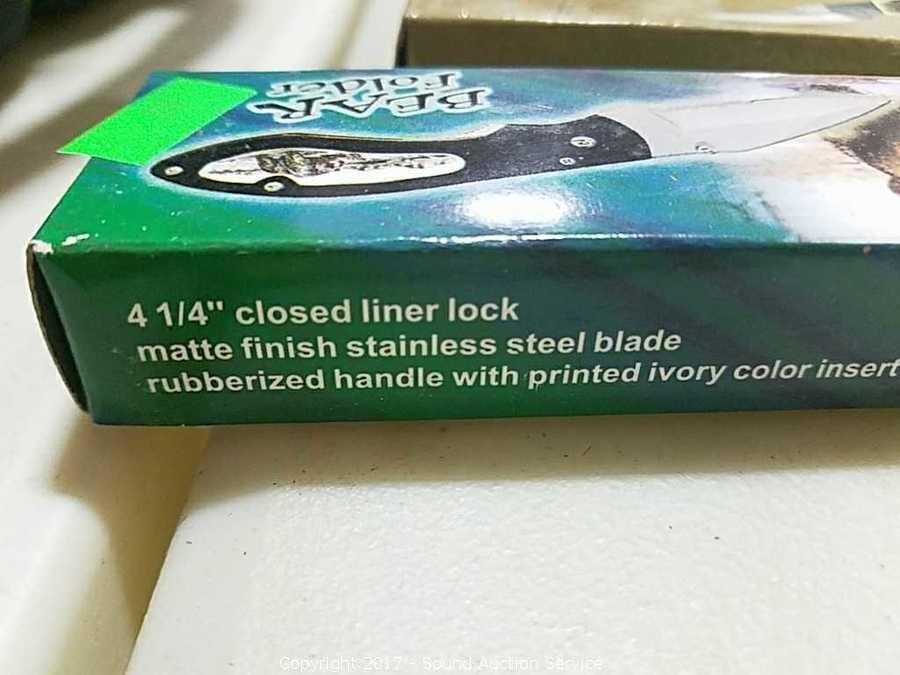 BEAR
Folder
4 1/4" closed liner lock
matte finish stainless steel blade
rubberized handle with printed ivory color insert
Copyright 2017 - Sound Auction Service